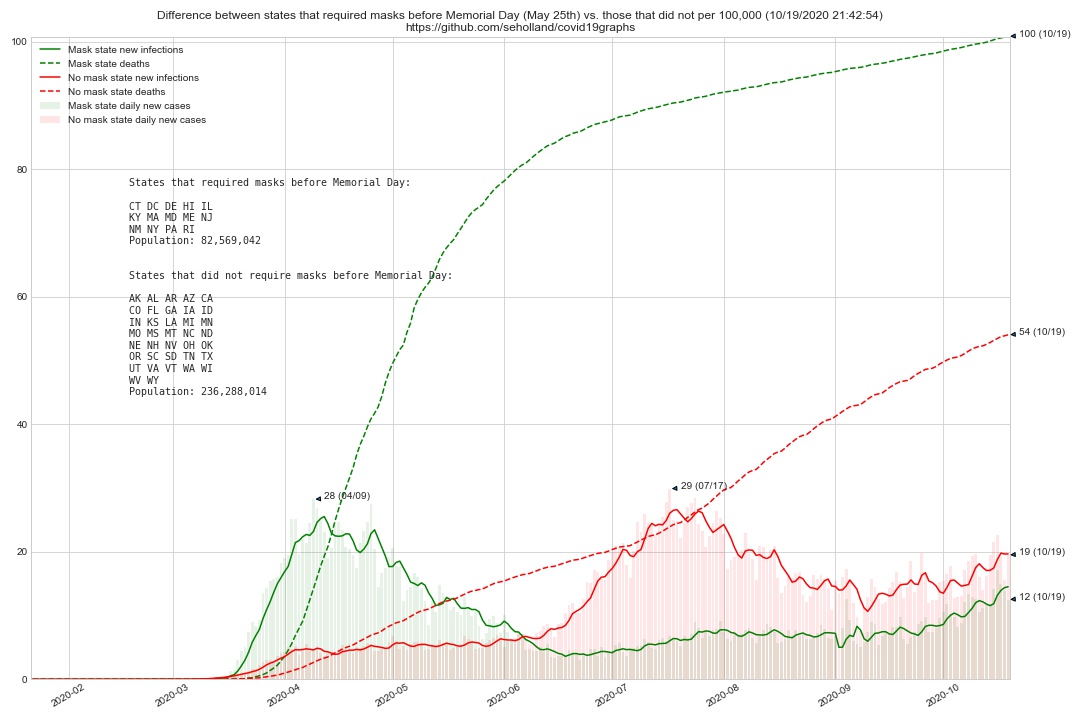 Difference between states that required masks before Memorial Day (May 25th) vs. those that did not per 100,000 (10/19/2020 21:42:54)
https://github.com/seholland/covid19graphs
100
100 (10/19)
Mask state new infections
Mask state deaths
No mask state new infections
No mask state deaths
Mask state daily new cases
No mask state daily new cases
80
States that required masks before Memorial Day:
CT DC DE HI IL
KY MA MD ME NJ
NM NY PA RI
Population: 82,569,042
States that did not require masks before Memorial Day:
60
AK AL AR AZ CA
CO FL GA IA ID
IN KS LA MI MN
MO MS MT NC ND
NE NH NV OH OK
OR SC SD TN TX
UT VA VT WA WI
WV WY
Population: 236,288,014
54 (10/19)
40
28 (04/09)
29 (07/17)
20
19 (10/19)
12 (10/19)
0
2020-02
2020-03
2020-04
2020-05
2020-06
2020-07
2020-08
2020-09
2020-10